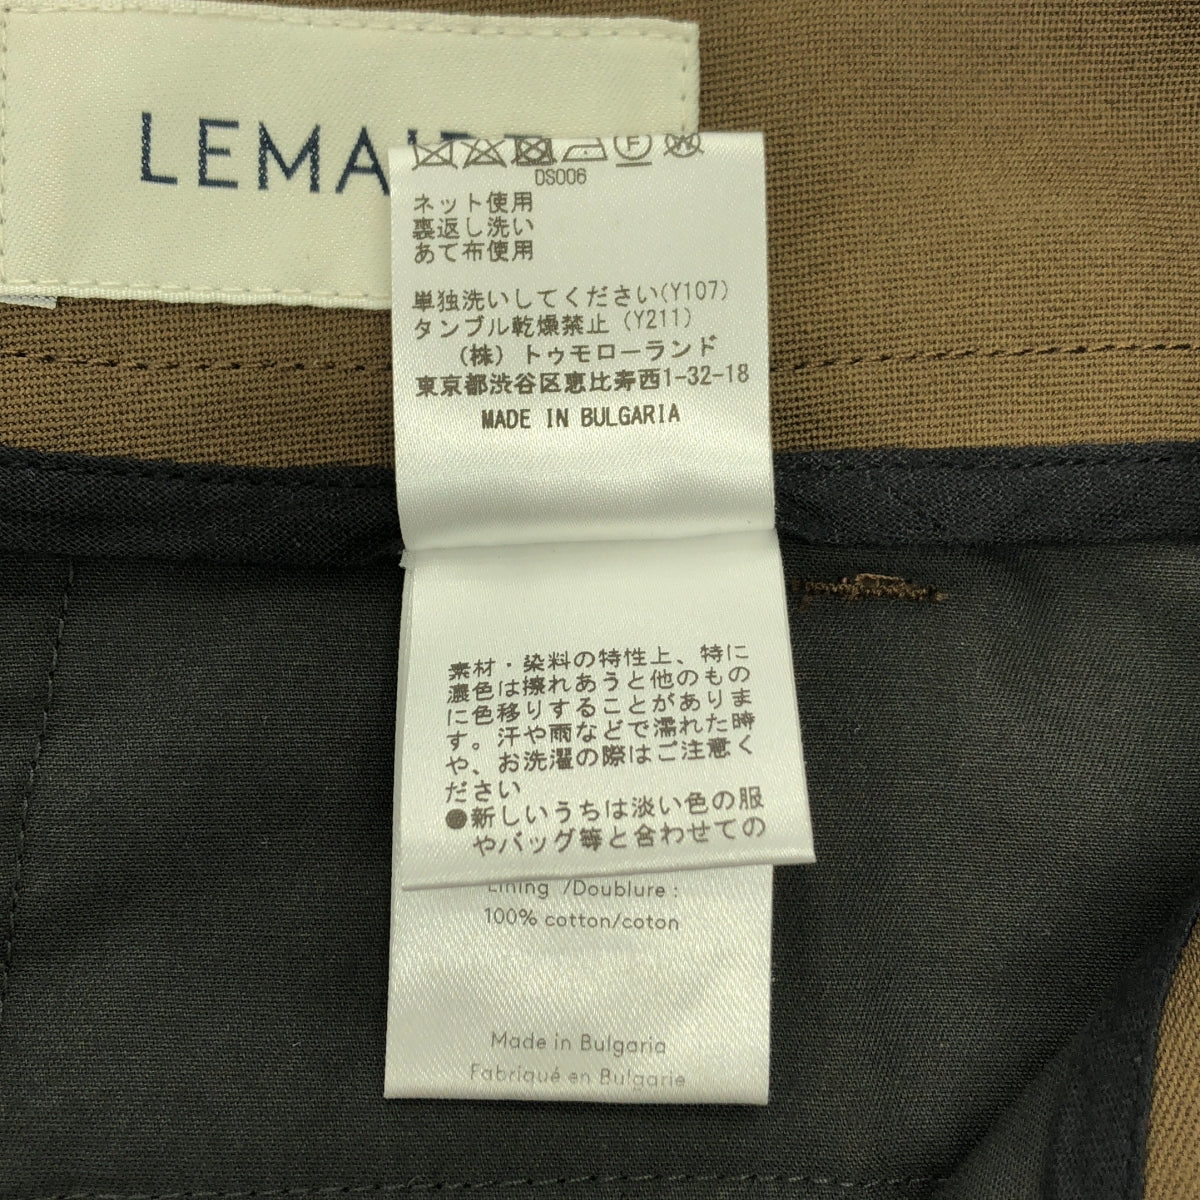 LEMA
DS006
ネット使用
裏返し洗い
あて布使用
単独洗いしてください(Y107)
タンブル乾燥禁止 (Y211)
(株) トゥモローランド
東京都渋谷区恵比寿西1-32-18
MADE IN BULGARIA
素材・染料の特性上、特に
濃色は擦れあうと他のもの
に色移りすることがありま
す。汗や雨などで濡れた時
や、お洗濯の際はご注意く
ださい
●新しいうちは淡い色の服
やバッグ等と合わせての
Lining /Doublure :
100% cotton/coton
Made in Bulgaria
Fabriqué en Bulgarie